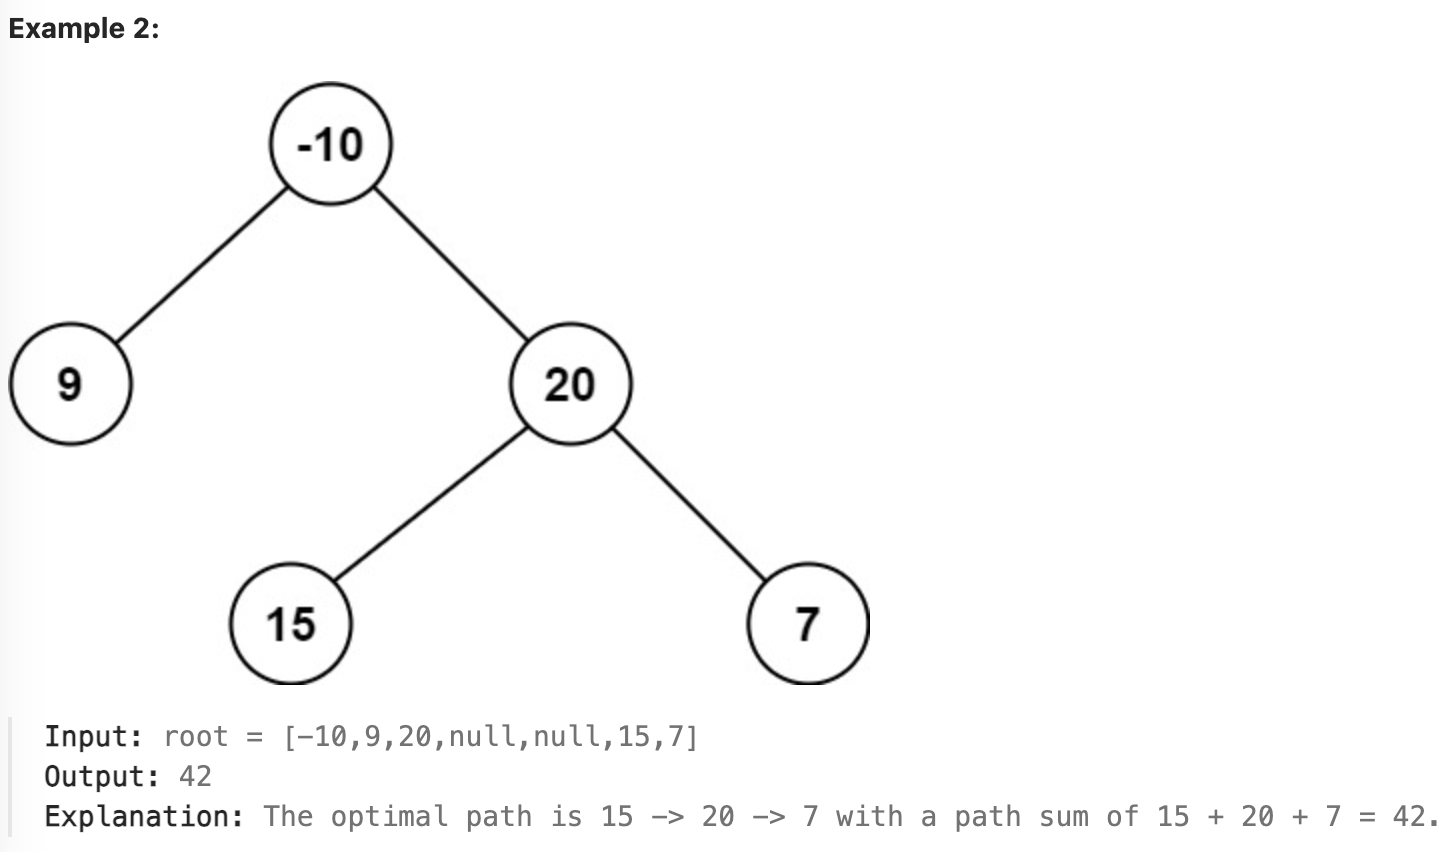 Example 2:
-10
9
20
15
7
Input: root = [-10,9,20,null,null,15,7]
Output: 42
Explanation: The optimal path is 15 -> 20 -> 7 with a path sum of 15 + 20 + 7 = 42.